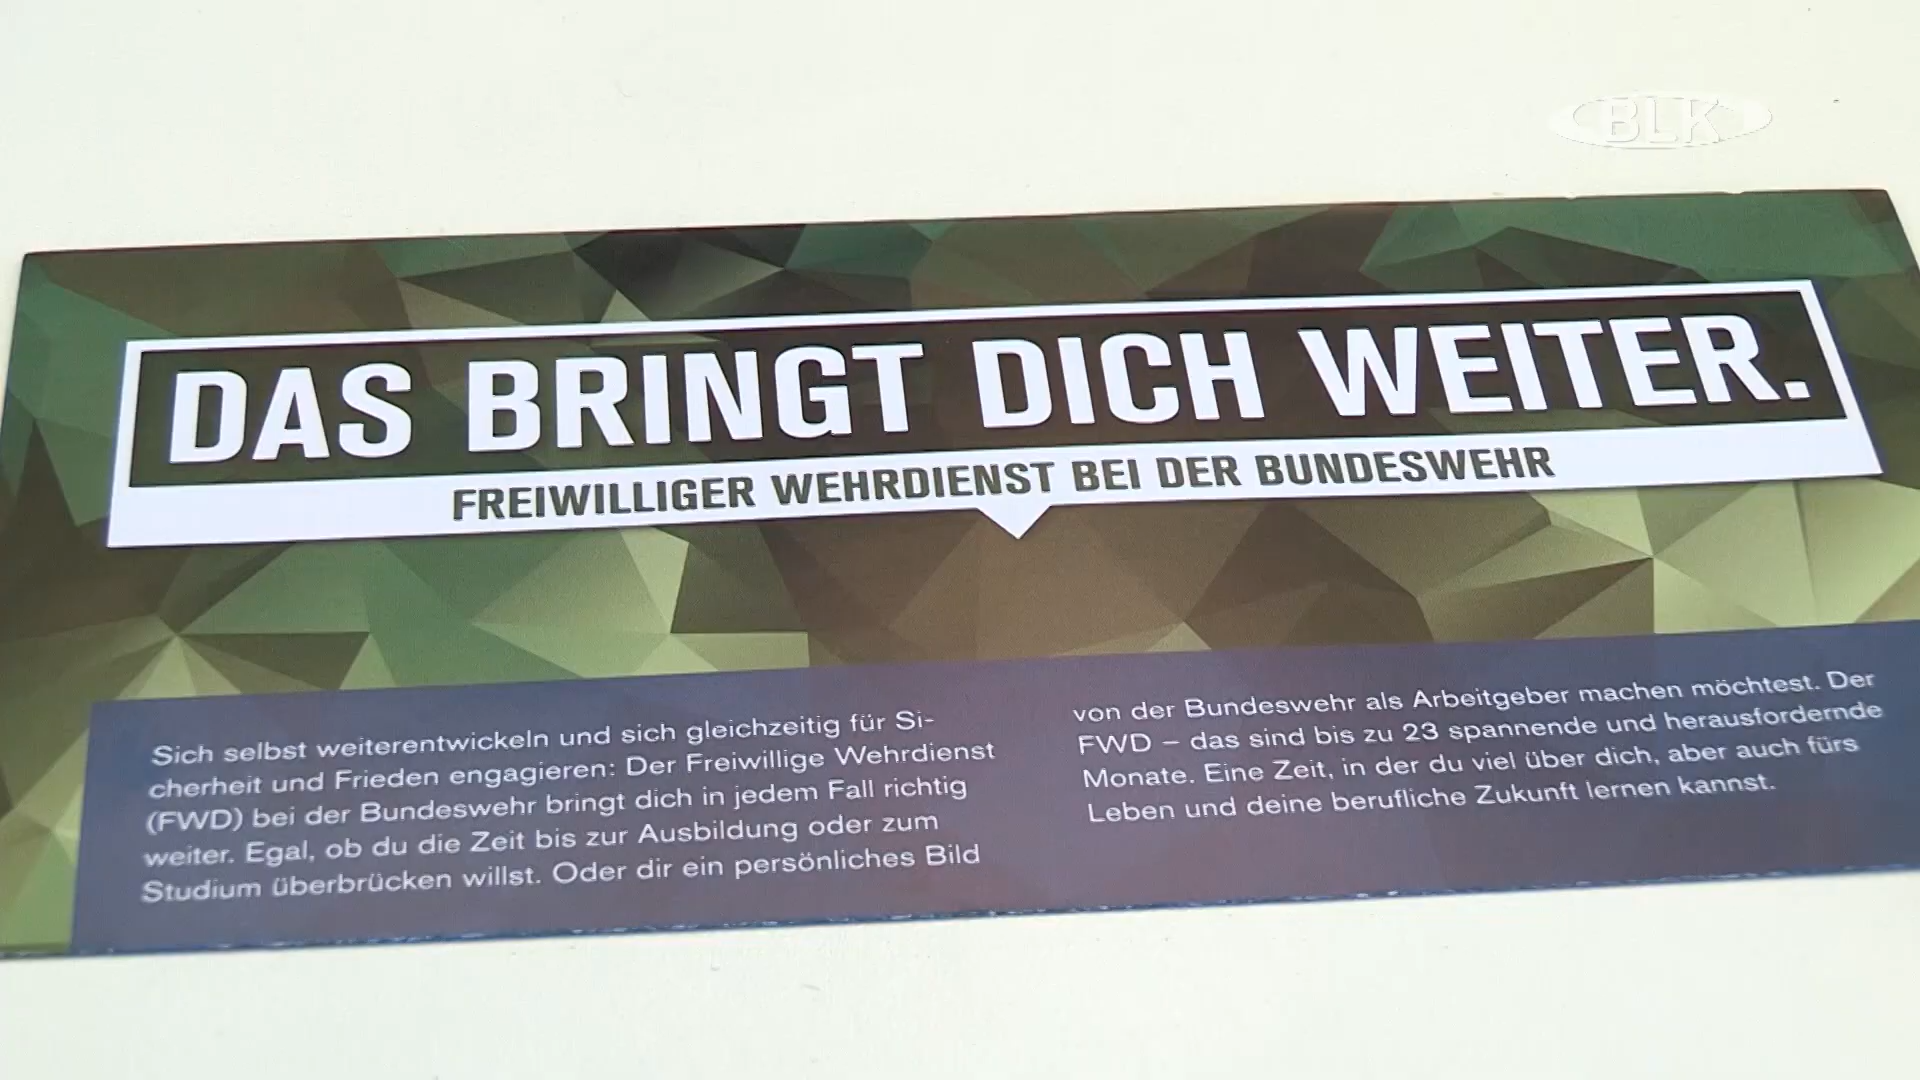 BLK
DAS BRINGT DICH WEITER.
FREIWILLIGER WEHRDIENST BEI DER BUNDESWEHR
Sich selbst weiterentwickeln und sich gleichzeitig für Si-
cherheit und Frieden engagieren: Der Freiwillige Wehrdienst
(FWD) bei der Bundeswehr bringt dich in jedem Fall richtig
weiter. Egal, ob du die Zeit bis zur Ausbildung oder zum
Studium überbrücken willst. Oder dir ein persönliches Bild
von der Bundeswehr als Arbeitgeber machen möchtest. Der
FWD – das sind bis zu 23 spannende und herausfordernde
Monate. Eine Zeit, in der du viel über dich, aber auch fürs
Leben und deine berufliche Zukunft lernen kannst.